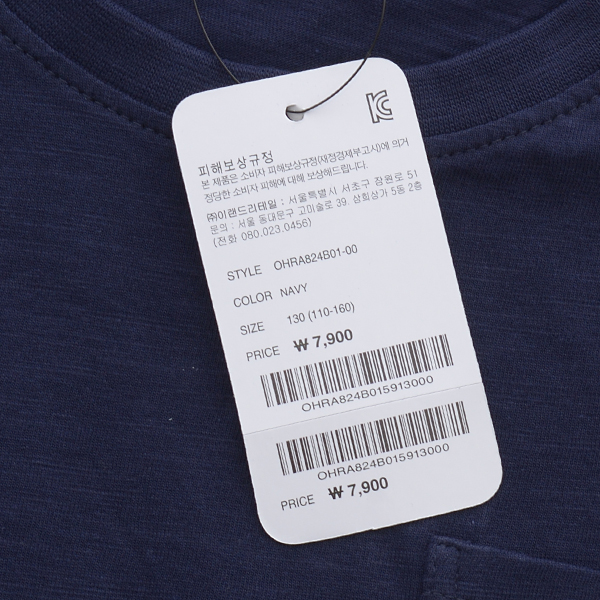 피해보상규정
본 제품은 소비자 피해보상규정(재정경제부고시)에 의거
정당한 소비자 피해에 대해 보상해드립니다.
㈜이랜드리테일 : 서울특별시 서초구 잠원로 51
문의 : 서울 동대문구 고미술로 39. 삼희상가 5동 2층
(전화 080.023.0456)
STYLE OHRA824B01-00
COLOR NAVY
SIZE 130 (110-160)
PRICE ₩ 7,900
OHRA824B015913000
OHRA824B015913000
PRICE ₩ 7,900